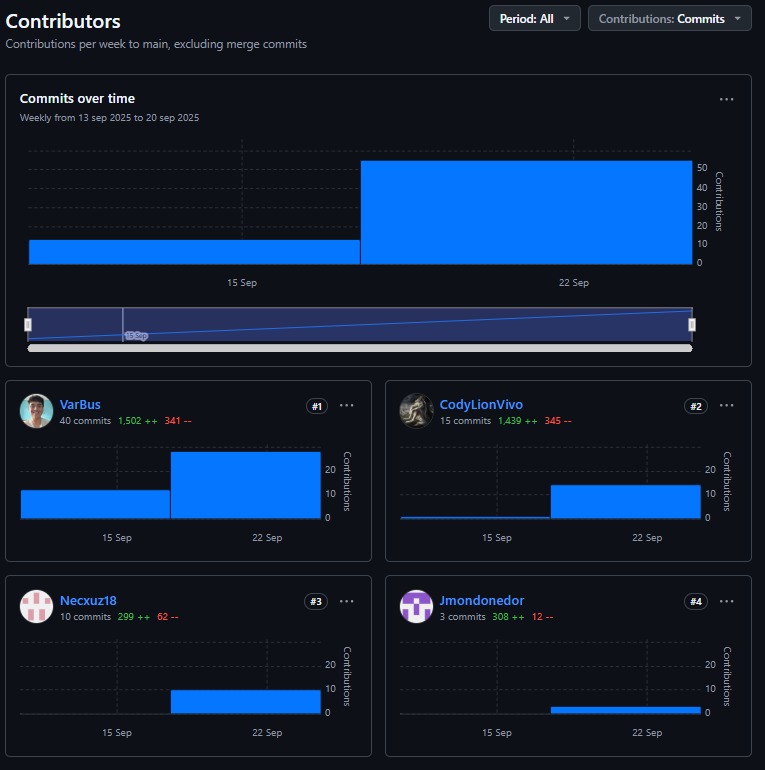 Contributors
Period: All
Contributions: Commits
Contributions per week to main, excluding merge commits
Commits over time
Weekly from 13 sep 2025 to 20 sep 2025
50
40
30
20
10
0
Contributions
15 Sep
22 Sep
15 Sep
VarBus
#1
40 commits 1,502 ++ 341 --
20
10
0
Contributions
15 Sep
22 Sep
CodyLionVivo
#2
15 commits 1,439 ++ 345 --
20
10
0
Contributions
15 Sep
22 Sep
Necxuz18
#3
10 commits 299 ++ 62 --
20
10
0
Contributions
15 Sep
22 Sep
Jmondonedor
#4
3 commits 308 ++ 12 --
20
10
0
Contributions
15 Sep
22 Sep